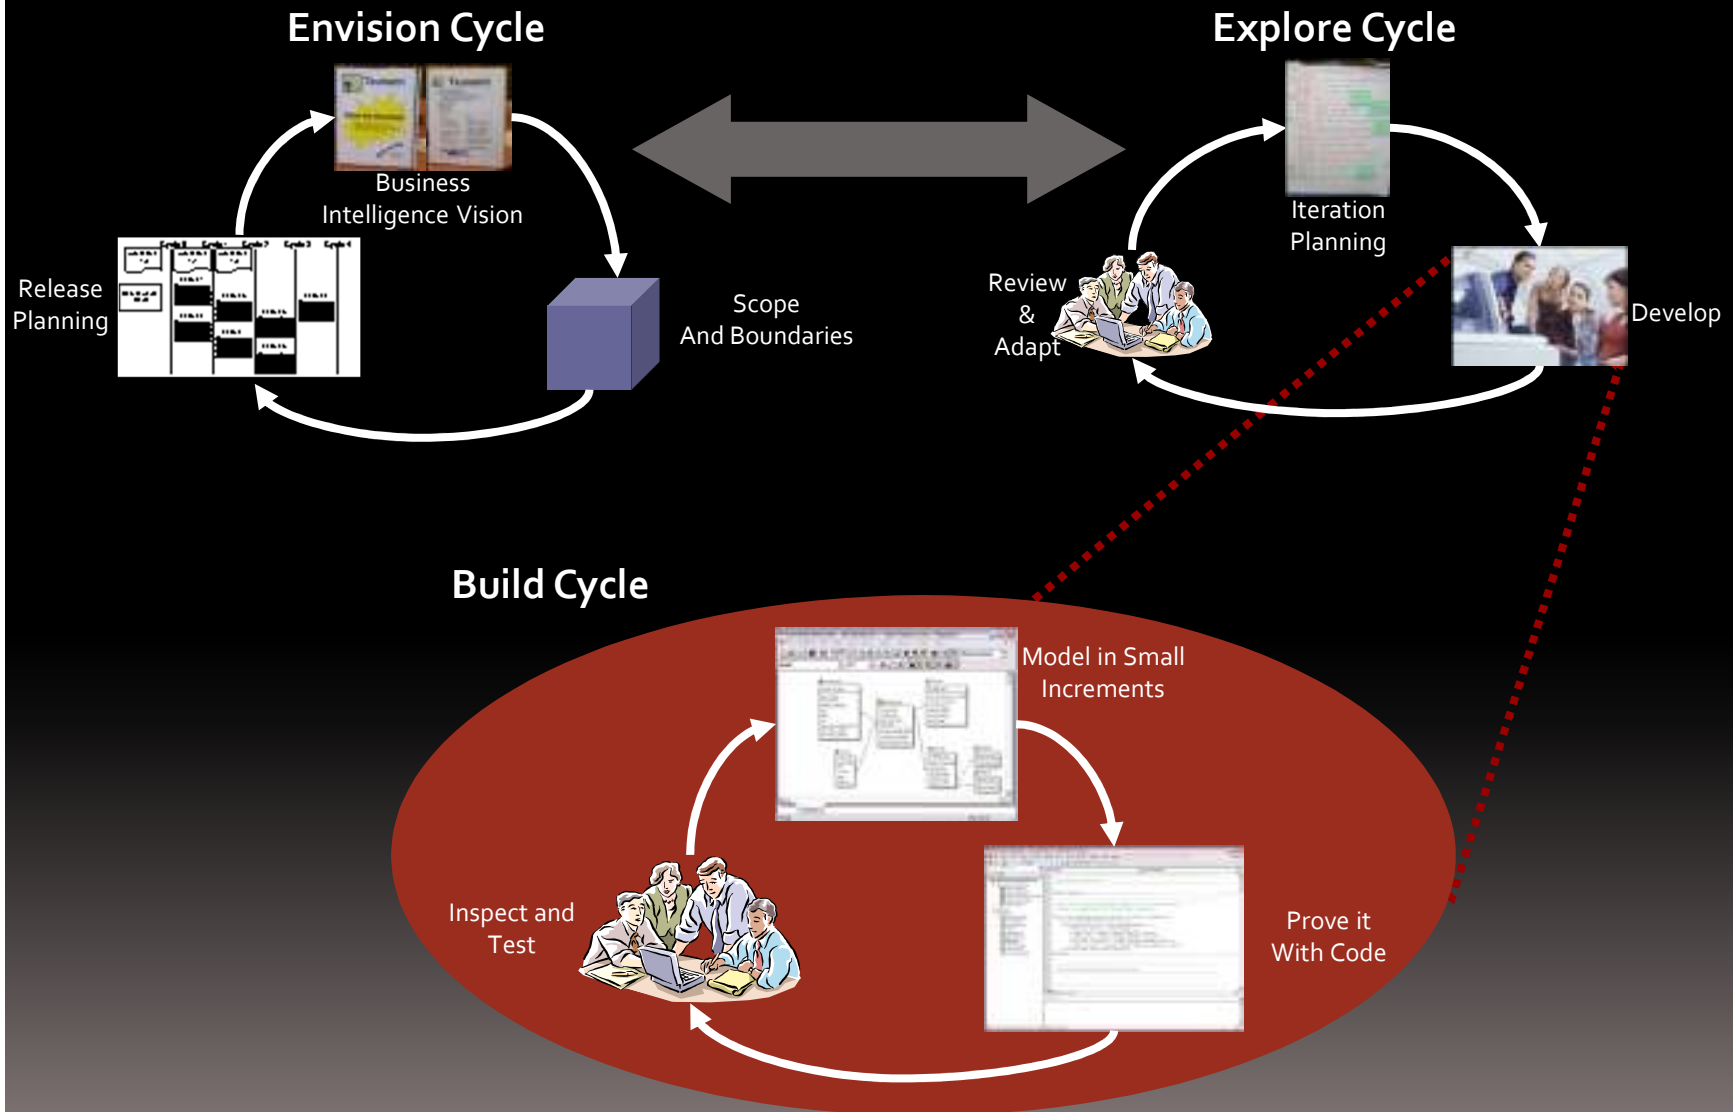 Envision Cycle
Explore Cycle
Business
Intelligence Vision
Release
Planning
Scope
And Boundaries
Iteration
Planning
Review
&
Adapt
Develop
Build Cycle
Model in Small
Increments
Inspect and
Test
Prove it
With Code